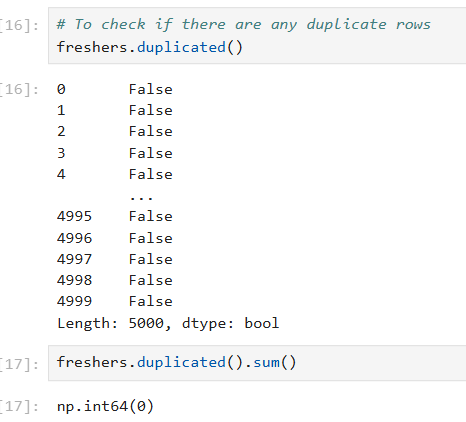 [16]: # To check if there are any duplicate rows
freshers.duplicated()
[16]: 0       False
1       False
2       False
3       False
4       False
...
4995    False
4996    False
4997    False
4998    False
4999    False
Length: 5000, dtype: bool
[17]: freshers.duplicated().sum()
[17]: np.int64(0)